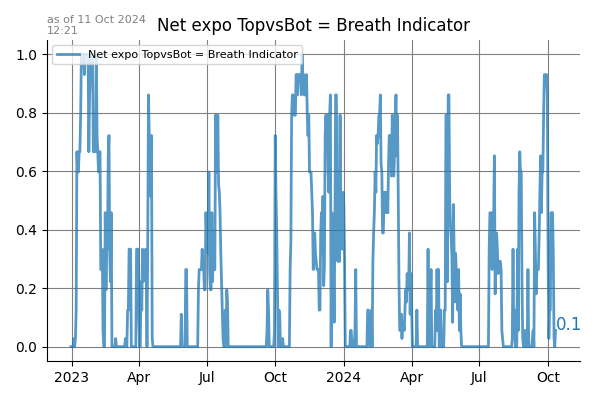 as of 11 Oct 2024
12:21
Net expo TopvsBot = Breath Indicator
Net expo TopvsBot = Breath Indicator
1.0
0.8
0.6
0.4
0.2
0.0
0.1
2023 Apr Jul Oct 2024 Apr Jul Oct